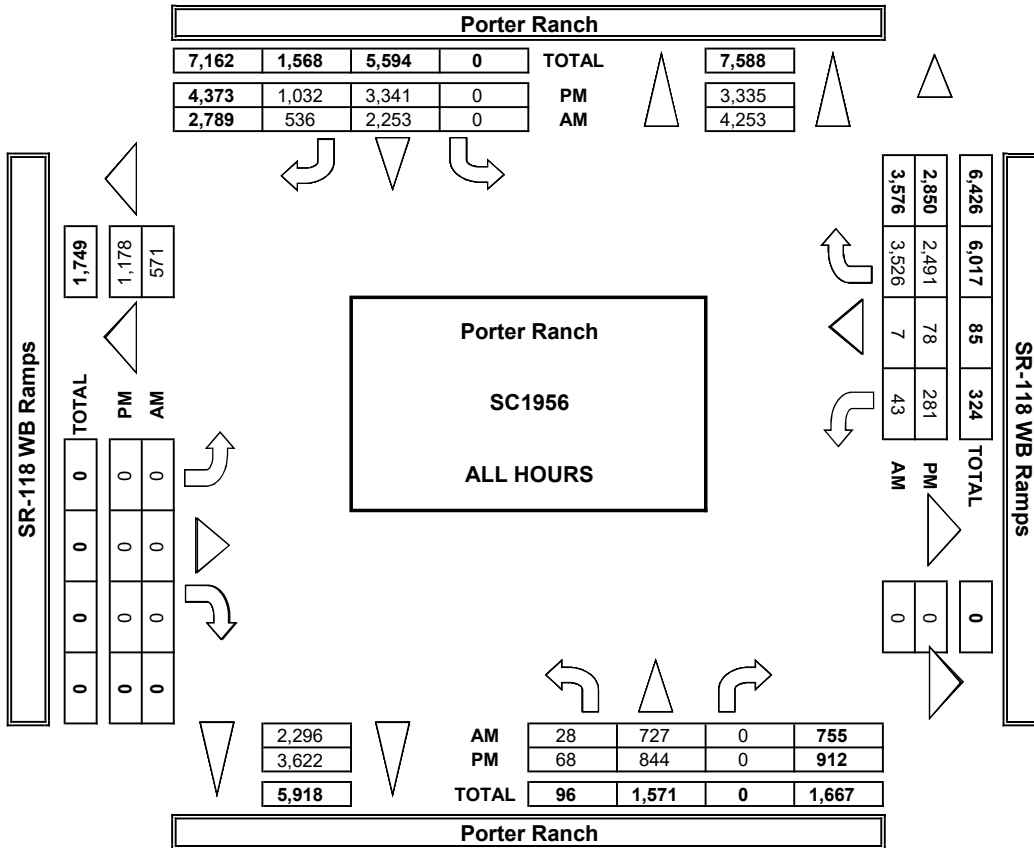 Porter Ranch
7,162 1,568 5,594 0 TOTAL 7,588
4,373 1,032 3,341 0 PM 3,335
2,789 536 2,253 0 AM 4,253
SR-118 WB Ramps
1,749
1,178
571
TOTAL 0 0 0 0
PM 0 0 0 0
AM 0 0 0 0
Porter Ranch
SC1956
ALL HOURS
6,426 6,017 85 324 TOTAL
2,850 2,491 78 281 PM
3,576 3,526 7 43 AM
0
0
0
SR-118 WB Ramps
2,296 AM 28 727 0 755
3,622 PM 68 844 0 912
5,918 TOTAL 96 1,571 0 1,667
Porter Ranch